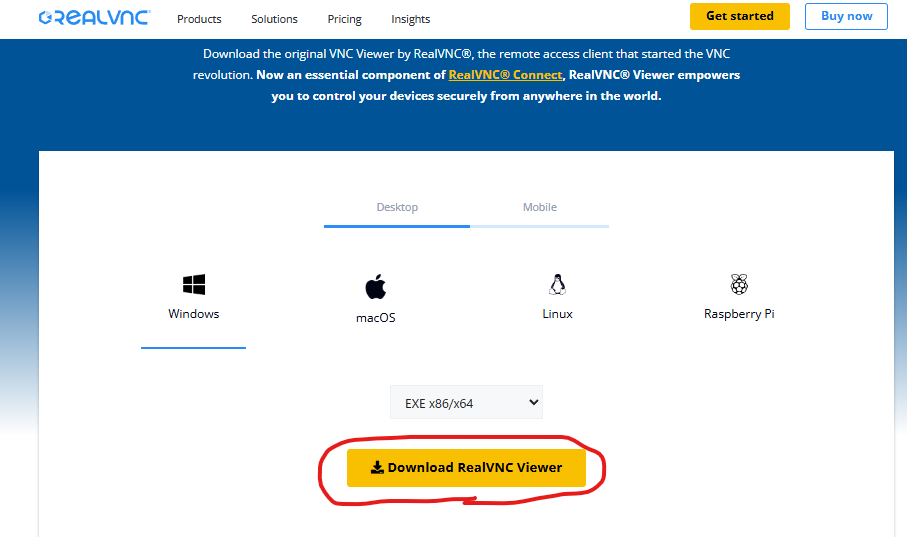 REALVNC
Products Solutions Pricing Insights Get started Buy now
Download the original VNC Viewer by RealVNC®, the remote access client that started the VNC
revolution. Now an essential component of RealVNC® Connect, RealVNC® Viewer empowers
you to control your devices securely from anywhere in the world.
Desktop Mobile
Windows macOS Linux Raspberry Pi
EXE x86/x64
Download RealVNC Viewer